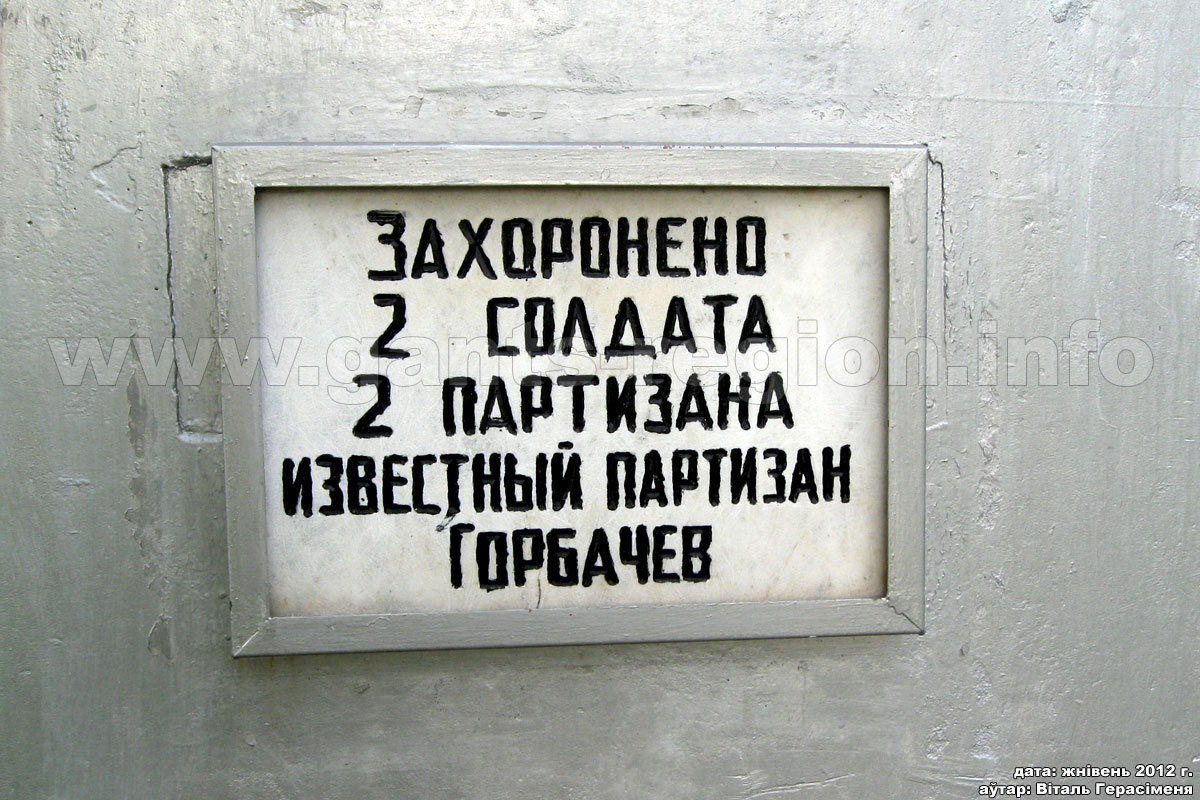 ЗАХОРОНЕНО
2 СОЛДАТА
www.gants-region.info
2 ПАРТИЗАНА
ИЗВЕСТНЫЙ ПАРТИЗАН
ГОРБАЧЕВ
дата: жнівень 2012 г.
аўтар: Віталь Герасіменя